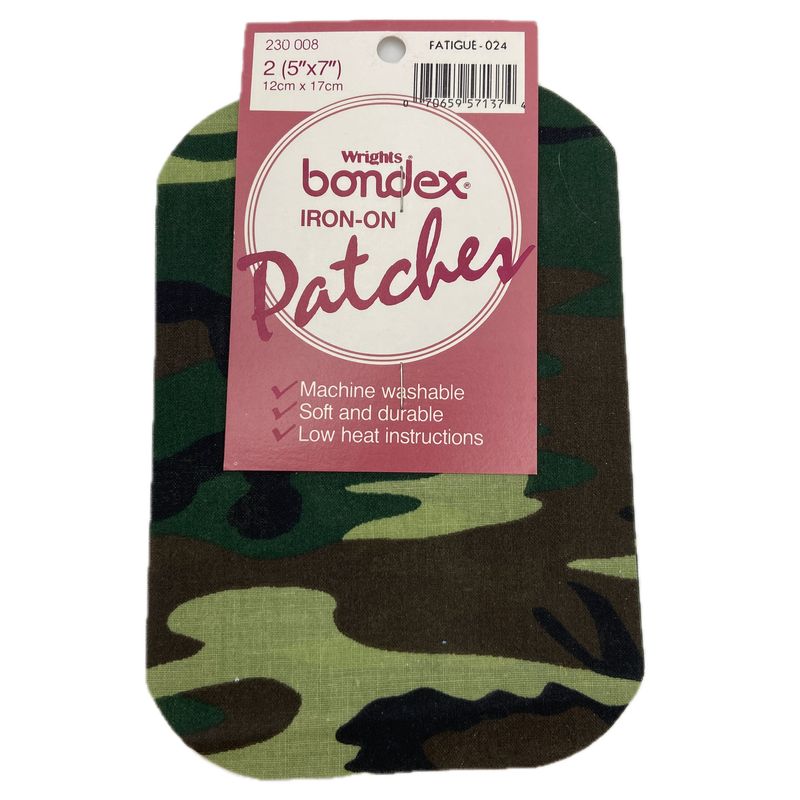 230 008
FATIGUE - 024
2 (5"x7")
12cm x 17cm
0 70659 57137 4
Wrights®
bondex®
IRON-ON
Patches
✓ Machine washable
✓ Soft and durable
✓ Low heat instructions